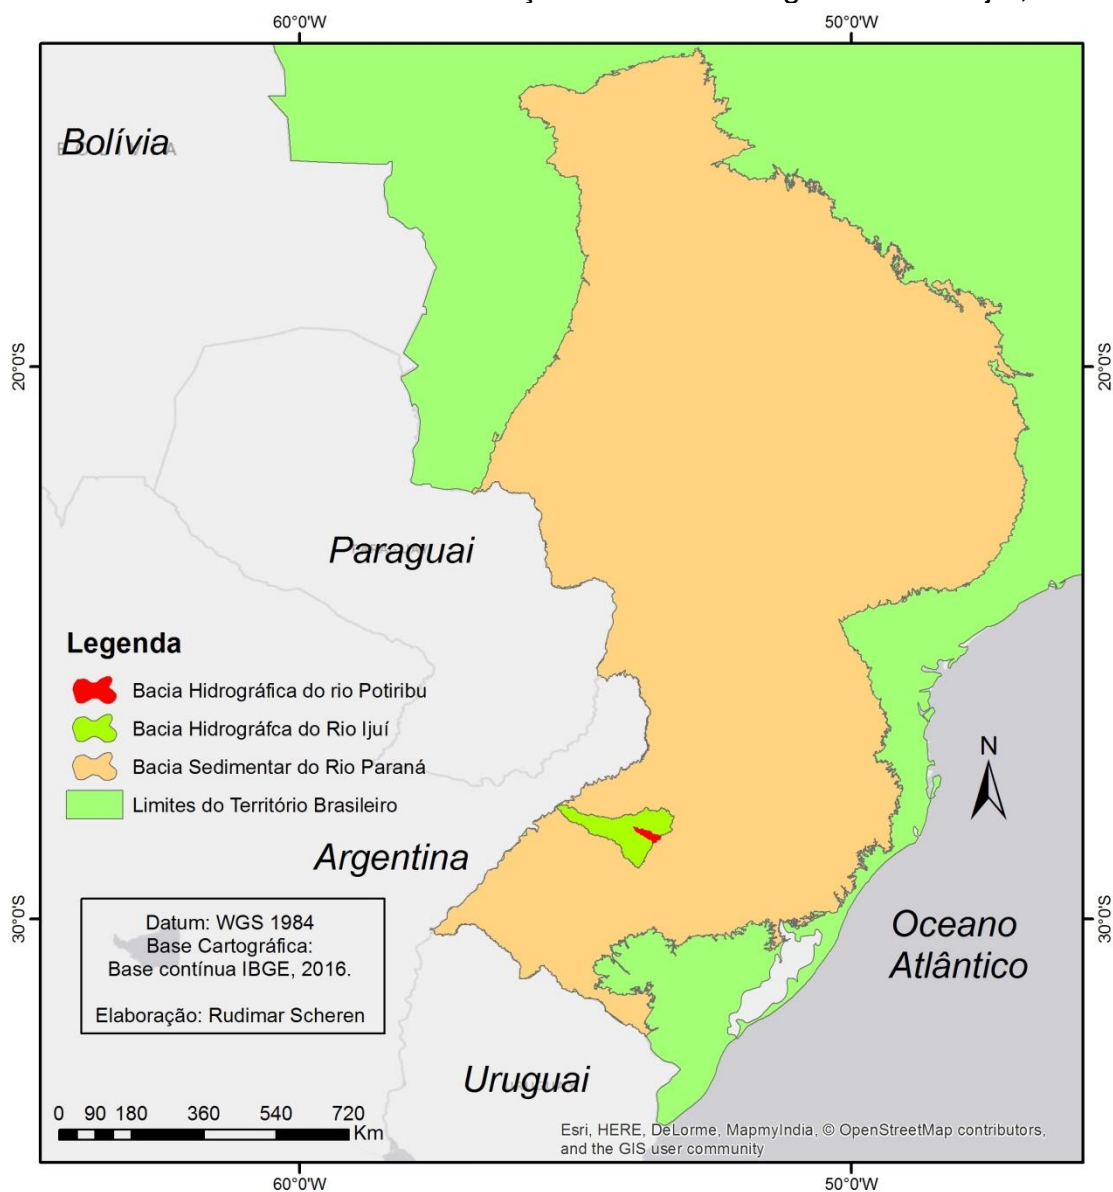 60°0'W
50°0'W
Bolívia
BOLIVIA
20°0'S
20°0'S
Paraguai
Legenda
Bacia Hidrográfica do rio Potiribu
Bacia Hidrográfca do Rio Ijuí
Bacia Sedimentar do Rio Paraná
Limites do Território Brasileiro
N
Argentina
30°0'S
30°0'S
Datum: WGS 1984
Base Cartográfica:
Base contínua IBGE, 2016.
Elaboração: Rudimar Scheren
Oceano
Atlântico
Uruguai
0 90 180 360 540 720
Km
Esri, HERE, DeLorme, MapmyIndia, © OpenStreetMap contributors,
and the GIS user community
60°0'W
50°0'W